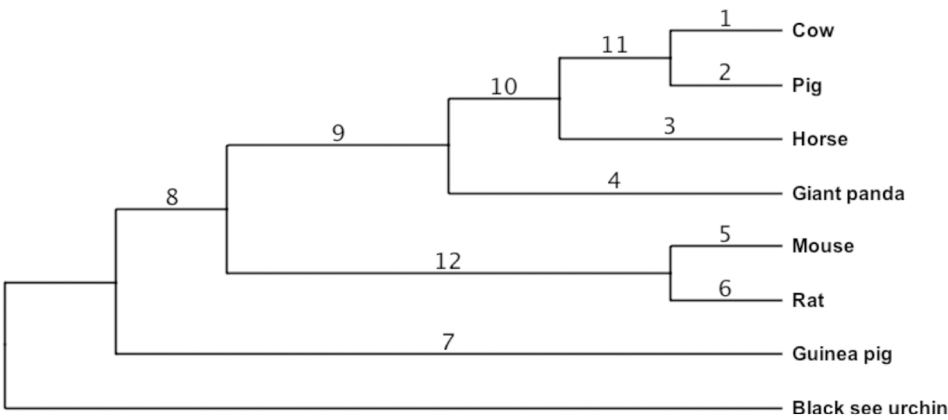 1
Cow
11
2
Pig
10
3
Horse
9
4
Giant panda
8
5
Mouse
12
6
Rat
7
Guinea pig
Black see urchin